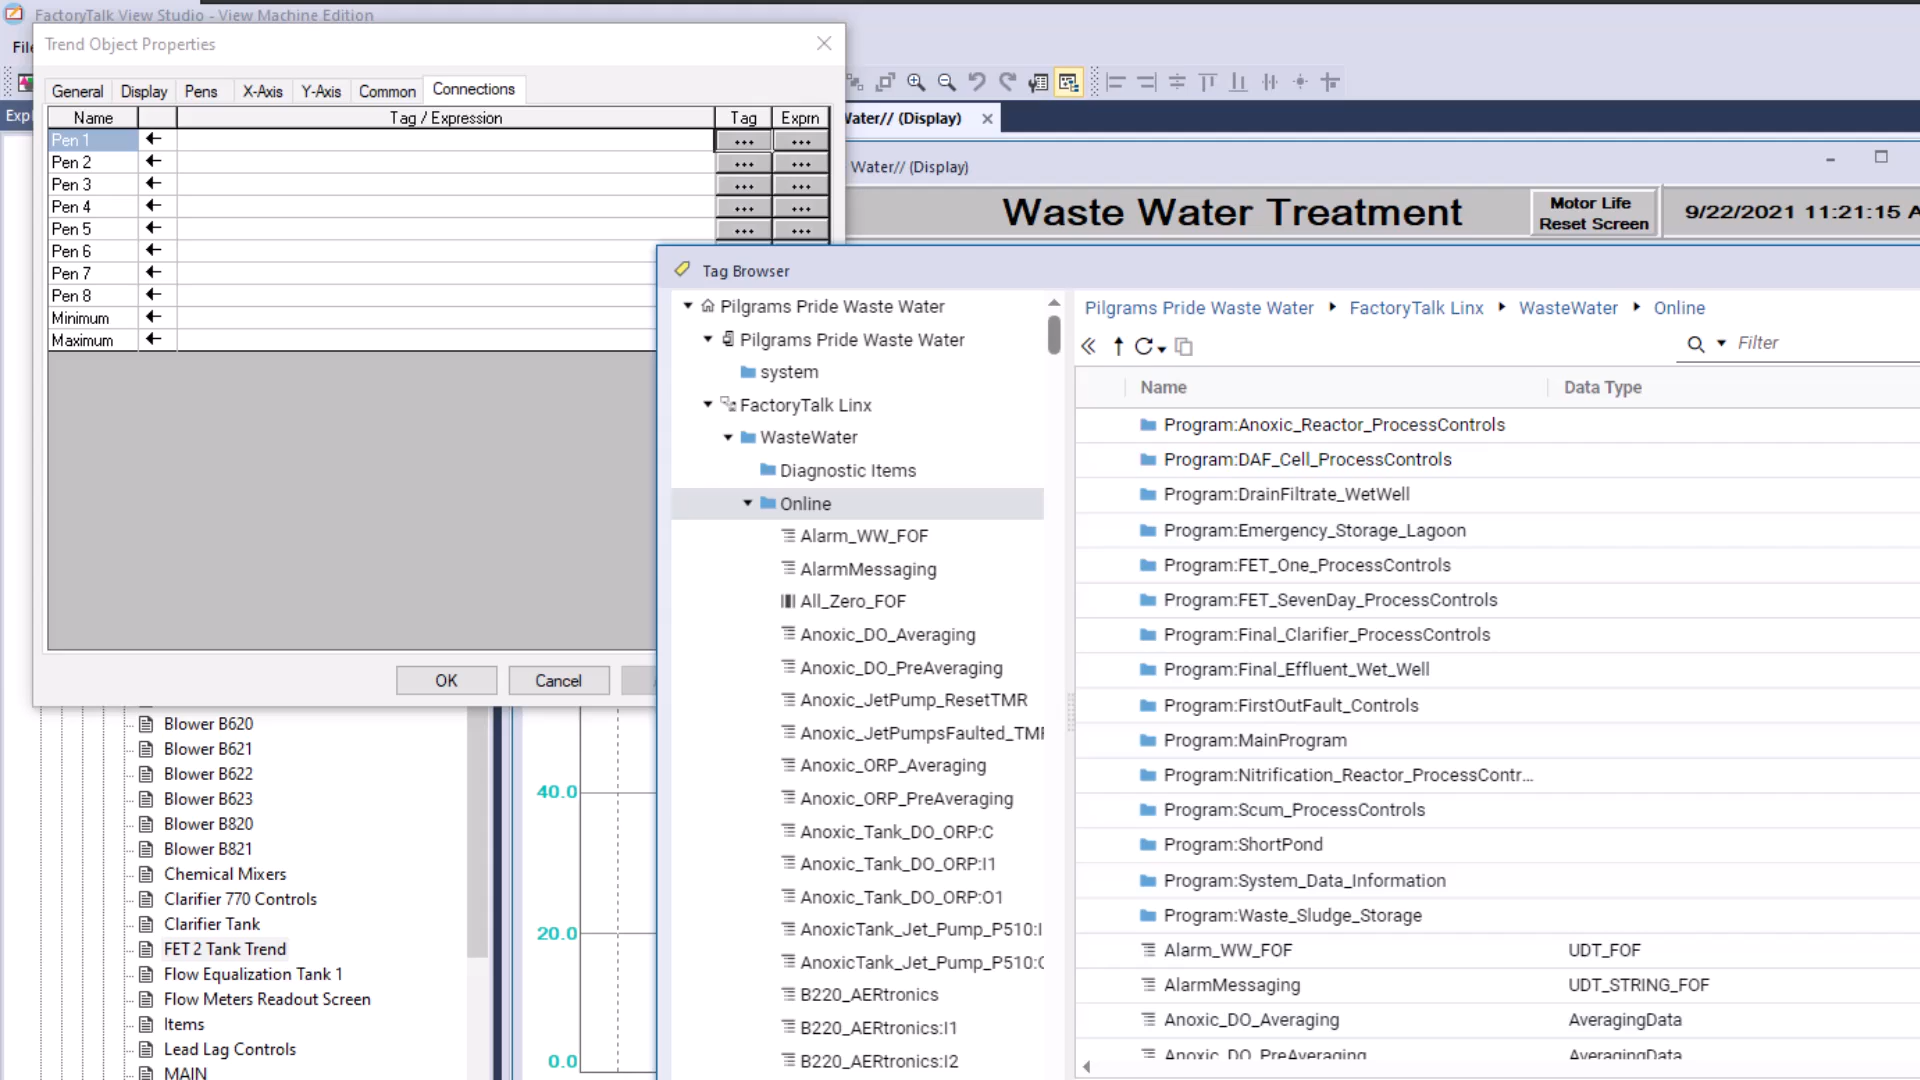 FactoryTalk View Studio - View Machine Edition
File
Trend Object Properties
General Display Pens X-Axis Y-Axis Common Connections
Name Tag / Expression Tag Exprn
Pen 1
Pen 2
Pen 3
Pen 4
Pen 5
Pen 6
Pen 7
Pen 8
Minimum
Maximum
OK Cancel
Expl
Water// (Display)
Water// (Display)
Waste Water Treatment
Motor Life
Reset Screen
9/22/2021 11:21:15 A
Tag Browser
Pilgrams Pride Waste Water
Pilgrams Pride Waste Water
system
FactoryTalk Linx
WasteWater
Diagnostic Items
Online
Alarm_WW_FOF
AlarmMessaging
All_Zero_FOF
Anoxic_DO_Averaging
Anoxic_DO_PreAveraging
Anoxic_JetPump_ResetTMR
Anoxic_JetPumpsFaulted_TMR
Anoxic_ORP_Averaging
Anoxic_ORP_PreAveraging
Anoxic_Tank_DO_ORP:C
Anoxic_Tank_DO_ORP:I1
Anoxic_Tank_DO_ORP:O1
AnoxicTank_Jet_Pump_P510:I
AnoxicTank_Jet_Pump_P510:O
B220_AERtronics
B220_AERtronics:I1
B220_AERtronics:I2
Pilgrams Pride Waste Water FactoryTalk Linx WasteWater Online
Filter
Name Data Type
Program:Anoxic_Reactor_ProcessControls
Program:DAF_Cell_ProcessControls
Program:DrainFiltrate_WetWell
Program:Emergency_Storage_Lagoon
Program:FET_One_ProcessControls
Program:FET_SevenDay_ProcessControls
Program:Final_Clarifier_ProcessControls
Program:Final_Effluent_Wet_Well
Program:FirstOutFault_Controls
Program:MainProgram
Program:Nitrification_Reactor_ProcessContr...
Program:Scum_ProcessControls
Program:ShortPond
Program:System_Data_Information
Program:Waste_Sludge_Storage
Alarm_WW_FOF UDT_FOF
AlarmMessaging UDT_STRING_FOF
Anoxic_DO_Averaging AveragingData
Anoxic_DO_PreAveraging AveragingData
Blower B620
Blower B621
Blower B622
Blower B623
Blower B820
Blower B821
Chemical Mixers
Clarifier 770 Controls
Clarifier Tank
FET 2 Tank Trend
Flow Equalization Tank 1
Flow Meters Readout Screen
Items
Lead Lag Controls
MAIN
40.0
20.0
0.0